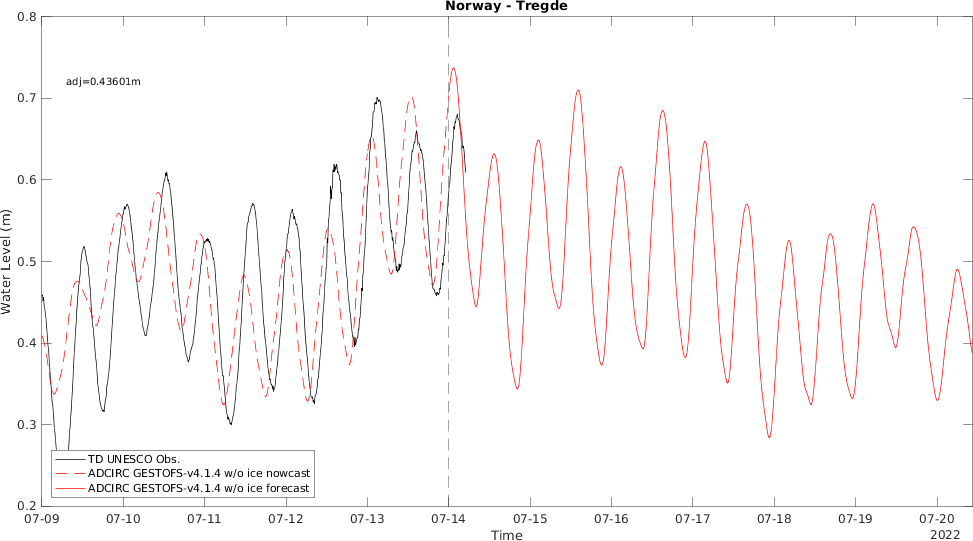 Norway - Tregde
0.8
0.7
0.6
0.5
0.4
0.3
0.2
Water Level (m)
adj=0.43601m
TD UNESCO Obs.
ADCIRC GESTOFS-v4.1.4 w/o ice nowcast
ADCIRC GESTOFS-v4.1.4 w/o ice forecast
07-09 07-10 07-11 07-12 07-13 07-14 07-15 07-16 07-17 07-18 07-19 07-20
2022
Time